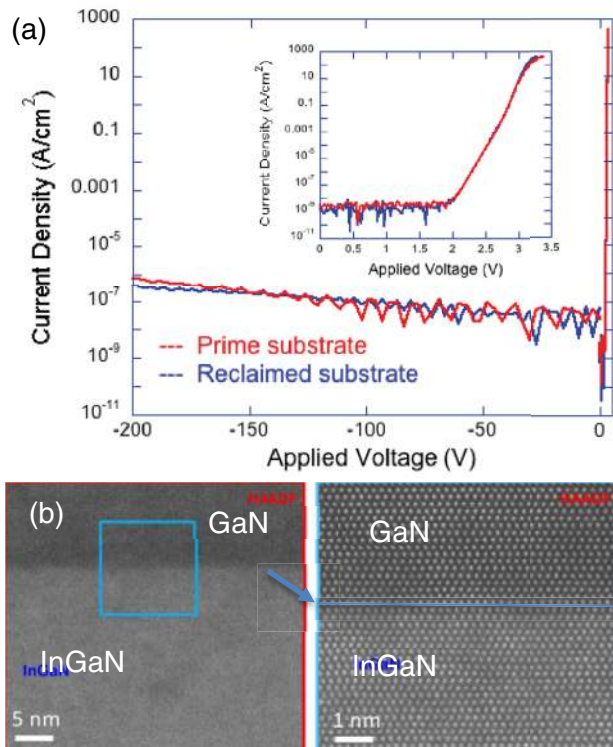 (a)
Current Density (A/cm²)
1000
10
0.1
0.001
10⁻⁵
10⁻⁷
10⁻⁹
10⁻¹¹
-200
-150
-100
-50
0
Applied Voltage (V)
Prime substrate
Reclaimed substrate
Current Density (A/cm²)
1000
10
0.1
0.001
10⁻⁵
10⁻⁷
10⁻⁹
10⁻¹¹
0
0.5
1
1.5
2
2.5
3
3.5
Applied Voltage (V)
(b)
HAADF
GaN
InGaN
InGaN
5 nm
HAADF
GaN
InGaN
1 nm